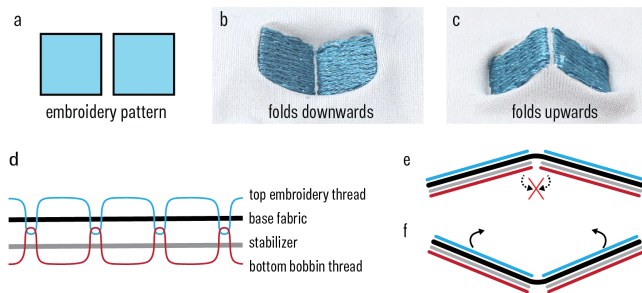 a
embroidery pattern
b
folds downwards
c
folds upwards
d
top embroidery thread
base fabric
stabilizer
bottom bobbin thread
e
f